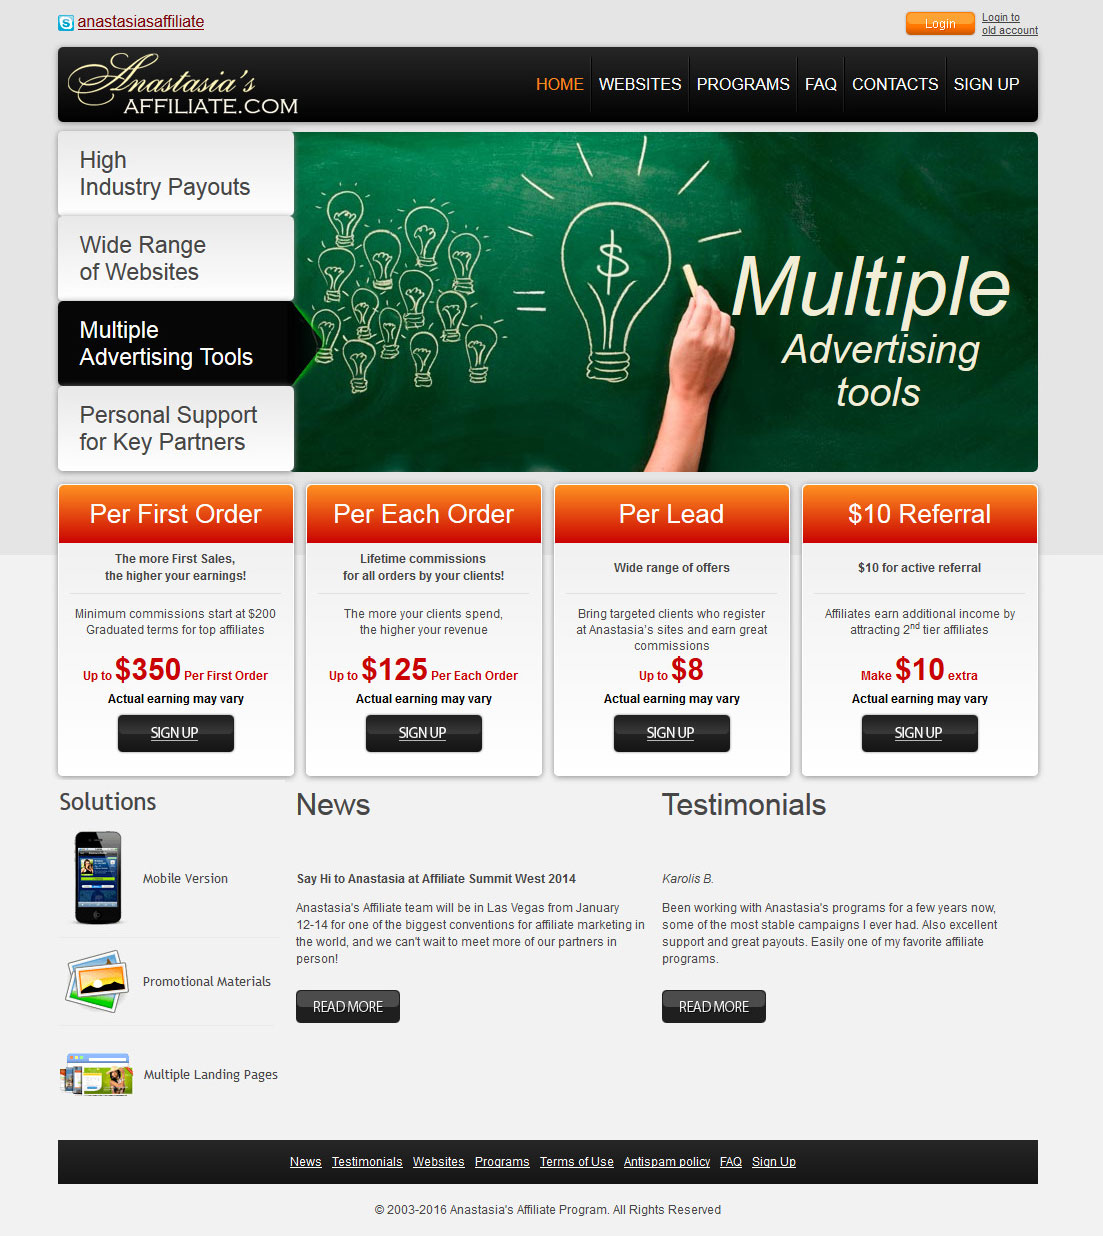 anastasiasaffiliate
Login
Login to
old account
Anastasia's
AFFILIATE.COM
HOME
WEBSITES
PROGRAMS
FAQ
CONTACTS
SIGN UP
High
Industry Payouts
Wide Range
of Websites
Multiple
Advertising Tools
Personal Support
for Key Partners
$
=
Multiple
Advertising
tools
Per First Order
The more First Sales,
the higher your earnings!
Minimum commissions start at $200
Graduated terms for top affiliates
Up to $350 Per First Order
Actual earning may vary
SIGN UP
Per Each Order
Lifetime commissions
for all orders by your clients!
The more your clients spend,
the higher your revenue
Up to $125 Per Each Order
Actual earning may vary
SIGN UP
Per Lead
Wide range of offers
Bring targeted clients who register
at Anastasia's sites and earn great
commissions
Up to $8
Actual earning may vary
SIGN UP
$10 Referral
$10 for active referral
Affiliates earn additional income by
attracting 2nd tier affiliates
Make $10 extra
Actual earning may vary
SIGN UP
Solutions
Mobile Version
Promotional Materials
Multiple Landing Pages
News
Say Hi to Anastasia at Affiliate Summit West 2014
Anastasia's Affiliate team will be in Las Vegas from January
12-14 for one of the biggest conventions for affiliate marketing in
the world, and we can't wait to meet more of our partners in
person!
READ MORE
Testimonials
Karolis B.
Been working with Anastasia's programs for a few years now,
some of the most stable campaigns I ever had. Also excellent
support and great payouts. Easily one of my favorite affiliate
programs.
READ MORE
News Testimonials Websites Programs Terms of Use Antispam policy FAQ Sign Up
© 2003-2016 Anastasia's Affiliate Program. All Rights Reserved